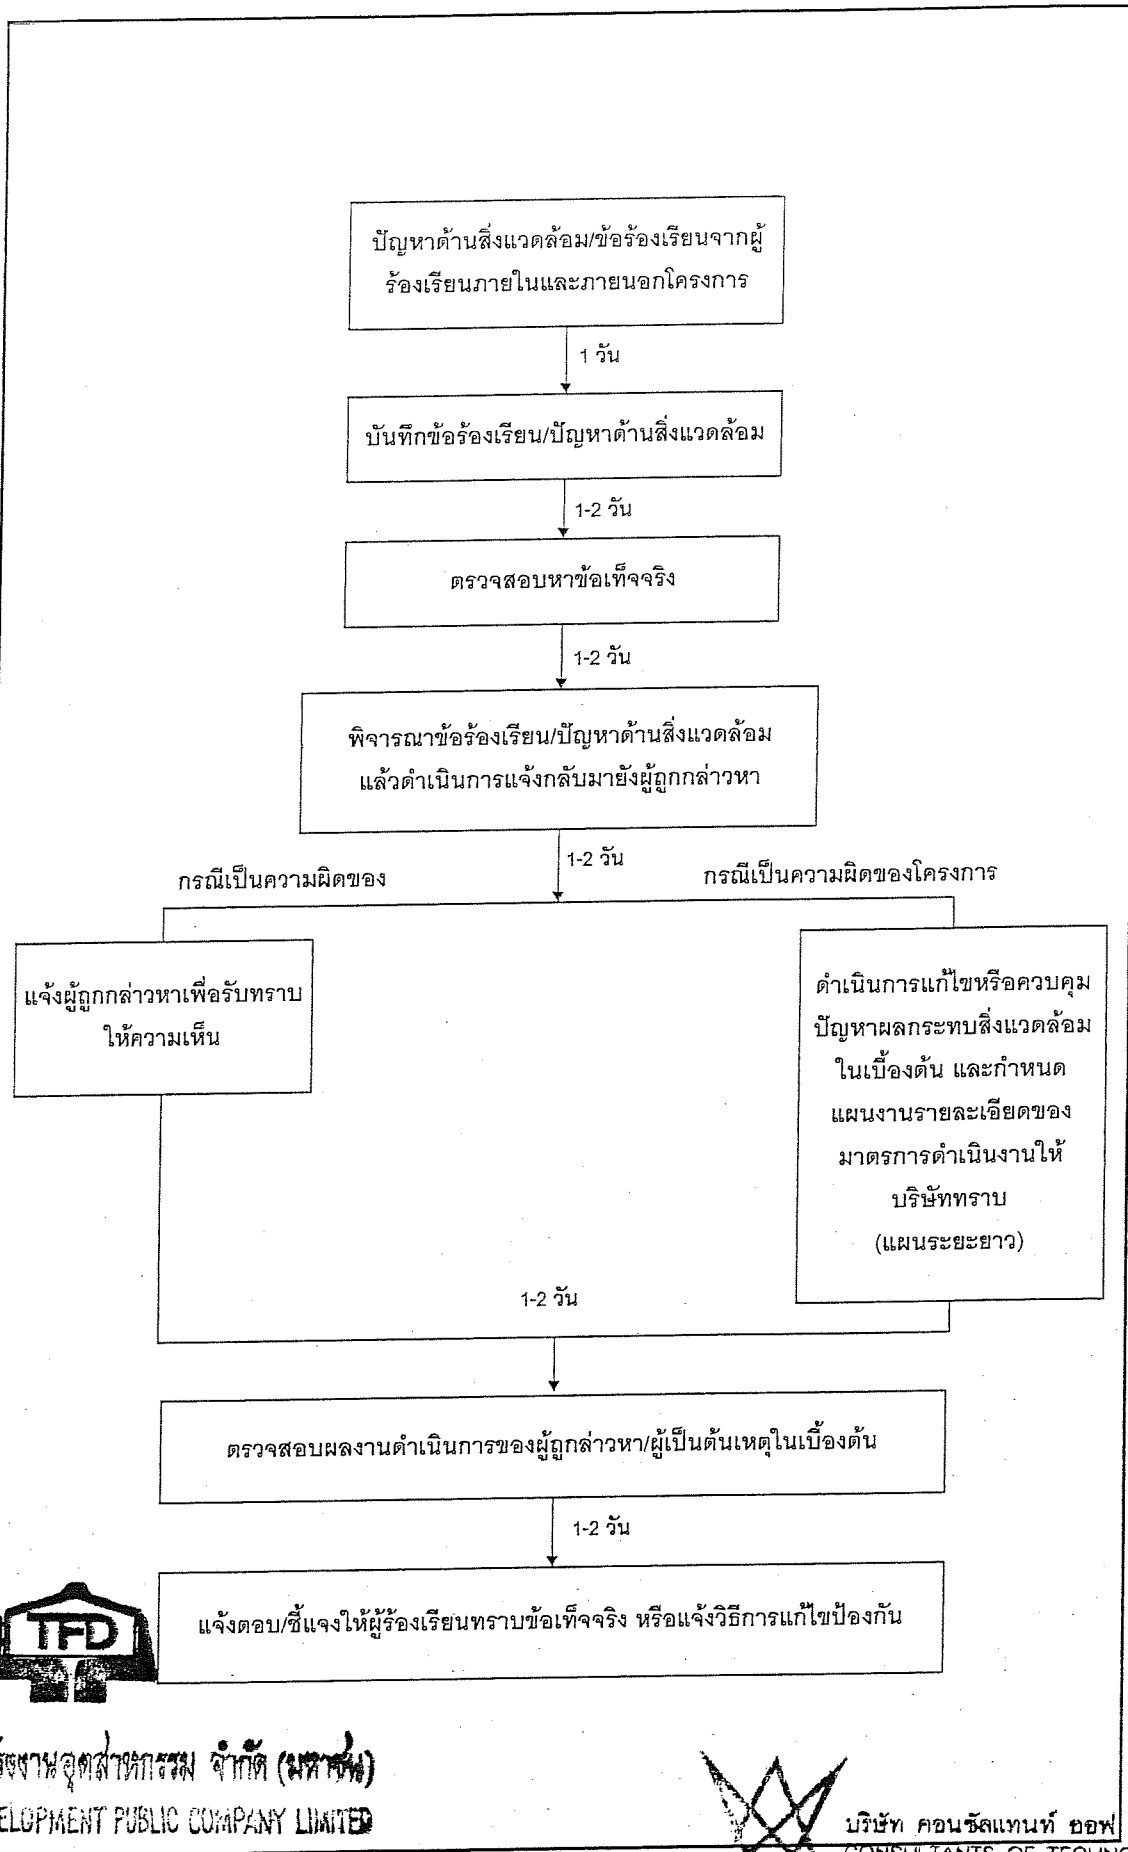 ปัญหาด้านสิ่งแวดล้อม/ข้อร้องเรียนจากผู้
ร้องเรียนภายในและภายนอกโครงการ
1 วัน
บันทึกข้อร้องเรียน/ปัญหาด้านสิ่งแวดล้อม
1-2 วัน
ตรวจสอบหาข้อเท็จจริง
1-2 วัน
พิจารณาข้อร้องเรียน/ปัญหาด้านสิ่งแวดล้อม
แล้วดำเนินการแจ้งกลับมายังผู้ถูกกล่าวหา
1-2 วัน
กรณีเป็นความผิดของ
กรณีเป็นความผิดของโครงการ
แจ้งผู้ถูกกล่าวหาเพื่อรับทราบ
ให้ความเห็น
ดำเนินการแก้ไขหรือควบคุม
ปัญหาผลกระทบสิ่งแวดล้อม
ในเบื้องต้น และกำหนด
แผนงานรายละเอียดของ
มาตรการดำเนินงานให้
บริษัททราบ
(แผนระยะยาว)
1-2 วัน
ตรวจสอบผลงานดำเนินการของผู้ถูกล่าวหา/ผู้เป็นต้นเหตุในเบื้องต้น
1-2 วัน
แจ้งตอบ/ชี้แจงให้ผู้ร้องเรียนทราบข้อเท็จจริง หรือแจ้งวิธีการแก้ไขป้องกัน
TFD
งานอุตสาหกรรม จำกัด (มหาชน)
ELOPMENT PUBLIC COMPANY LIMITED
บริษัท คอนซัลแทนท์ ออฟ
CONSULTANTS OF TECHNO